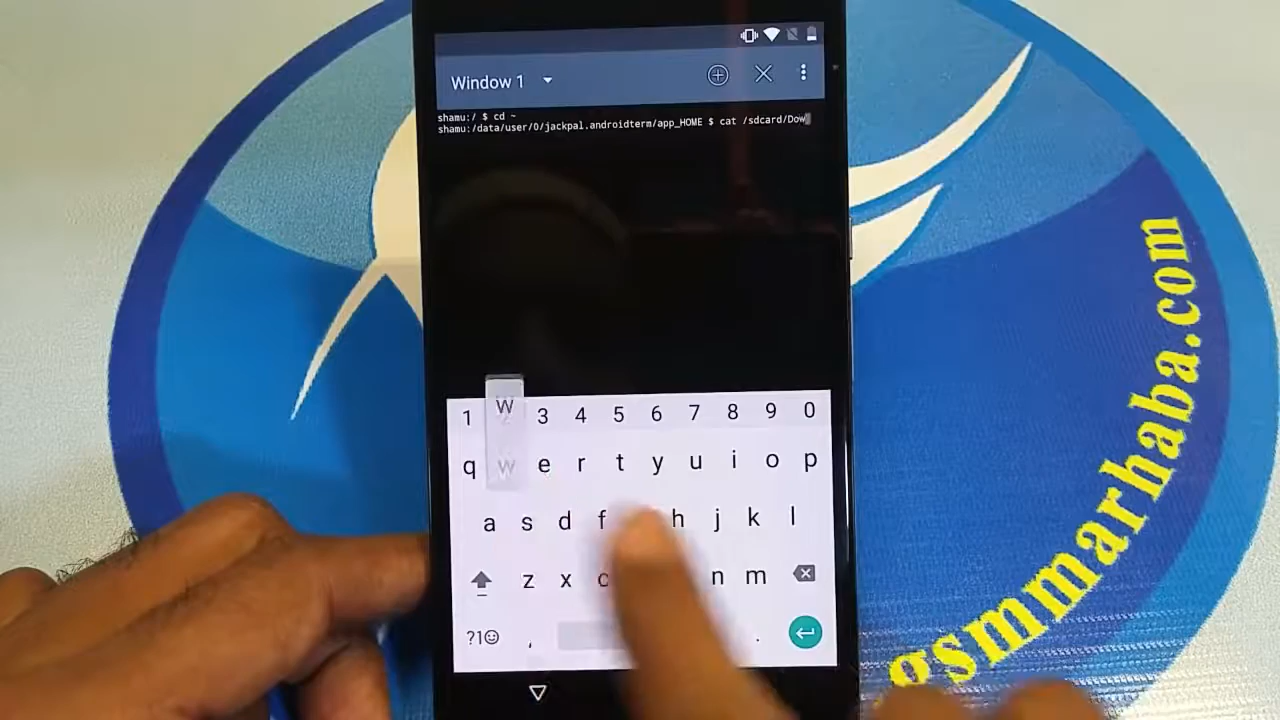 Window 1
shamu:/ $ cd ~
shamu:/data/user/0/jackpal.androidterm/app_HOME $ cat /sdcard/Dow
w
1 3 4 5 6 7 8 9 0
q w e r t y u i o p
a s d f h j k l
z x c n m
?1☺ , .
gsmmarhaba.com